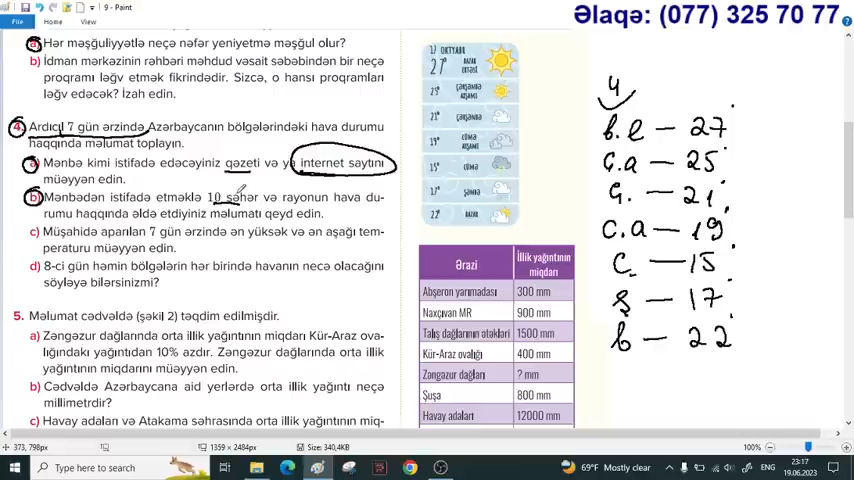 9 - Paint
Əlaqə: (077) 325 70 77
File
Home
View
a) Hər məşğuliyyətlə neçə nəfər yeniyetmə məşğul olur?
b) İdman mərkəzinin rəhbəri məhdud vəsait səbəbindən bir neçə
proqramı ləğv etmək fikrindədir. Sizcə, o hansı proqramları
ləğv edəcək? İzah edin.
4. Ardıcıl 7 gün ərzində Azərbaycanın bölgələrindəki hava durumu
haqqında məlumat toplayın.
a) Mənbə kimi istifadə edəcəyiniz qəzeti və ya internet saytını
müəyyən edin.
b) Mənbədən istifadə etməklə 10 şəhər və rayonun hava du-
rumu haqqında əldə etdiyiniz məlumatı qeyd edin.
c) Müşahidə aparılan 7 gün ərzində ən yüksək və ən aşağı tem-
peraturu müəyyən edin.
d) 8-ci gün həmin bölgələrin hər birində havanın necə olacağını
söyləyə bilərsinizmi?
5. Məlumat cədvəldə (şəkil 2) təqdim edilmişdir.
a) Zəngəzur dağlarında orta illik yağıntının miqdarı Kür-Araz ova-
lığındakı yağıntıdan 10% azdır. Zəngəzur dağlarında orta illik
yağıntının miqdarını müəyyən edin.
b) Cədvəldə Azərbaycana aid yerlərdə orta illik yağıntı neçə
millimetrdir?
c) Havay adaları və Atakama səhrasında orta illik yağıntının miq-
17 OKTYABR
27° BAZAR ERTƏSİ
25° ÇƏRŞƏNBƏ AXŞAMI
21° ÇƏRŞƏNBƏ
19° CÜMƏ AXŞAMI
15° CÜMƏ
17° ŞƏNBƏ
22° BAZAR
Ərazi İllik yağıntının miqdarı
Abşeron yarımadası 300 mm
Naxçıvan MR 900 mm
Talış dağlarının ətəkləri 1500 mm
Kür-Araz ovalığı 400 mm
Zəngəzur dağları ? mm
Şuşa 800 mm
Havay adaları 12000 mm
4
b.e — 27
ç.a — 25
ç. — 21
c.a — 19
c — 15
ş — 17
b — 22
373, 798px
1359 × 2484px
Size: 340,4KB
100%
Type here to search
69°F Mostly clear
ENG
23:17
19.06.2023